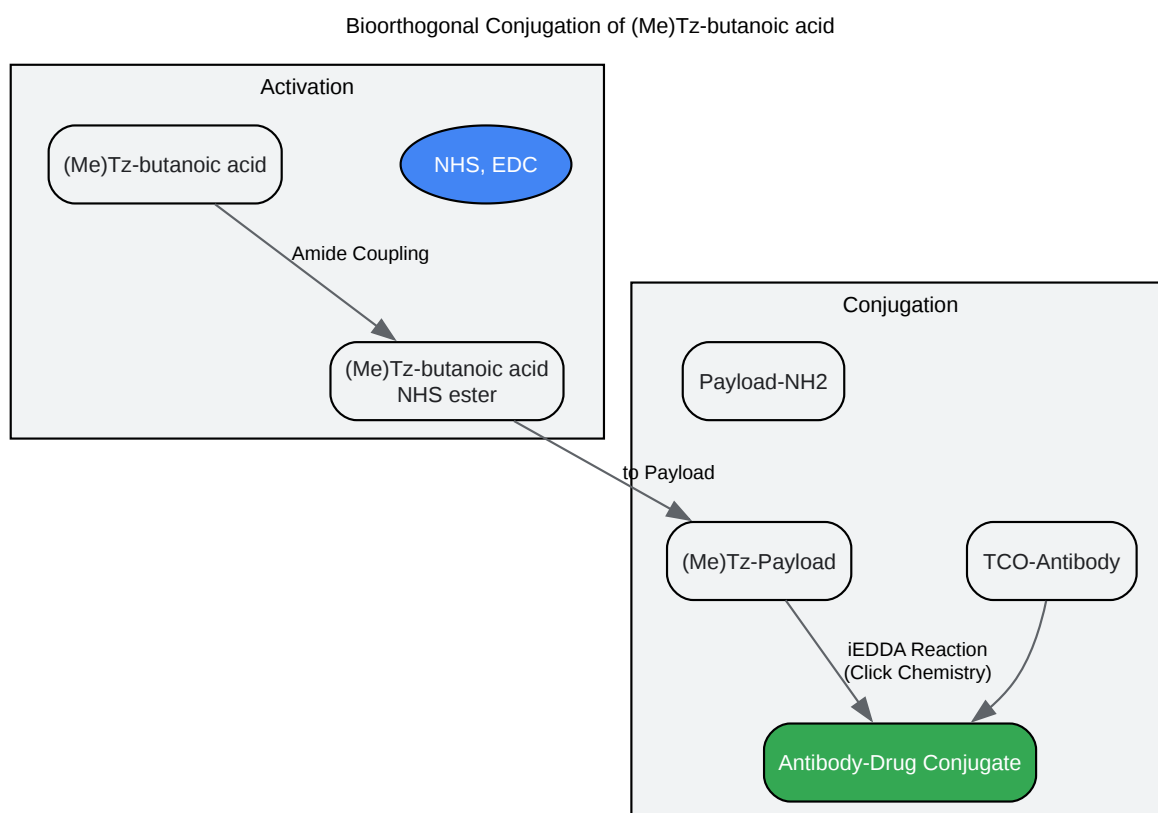 Bioorthogonal Conjugation of (Me)Tz-butanoic acid
Activation
(Me)Tz-butanoic acid
NHS, EDC
Amide Coupling
(Me)Tz-butanoic acid
NHS ester
Conjugation
Payload-NH2
to Payload
(Me)Tz-Payload
TCO-Antibody
iEDDA Reaction
(Click Chemistry)
Antibody-Drug Conjugate